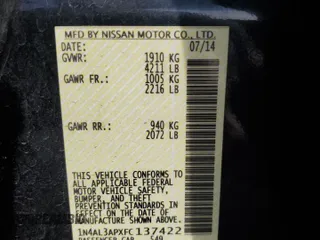 MFD BY NISSAN MOTOR CO., LTD.
DATE: 07/14
GVWR: 1910 KG
4211 LB
GAWR FR: 1005 KG
2216 LB
GAWR RR: 940 KG
2072 LB
THIS VEHICLE CONFORMS TO ALL
APPLICABLE FEDERAL
MOTOR VEHICLE SAFETY,
BUMPER, AND THEFT
PREVENTION STANDARDS
IN EFFECT ON THE DATE OF
MANUFACTURE SHOWN ABOVE.
1N4AL3APXFC137422
PASSENGER CAR